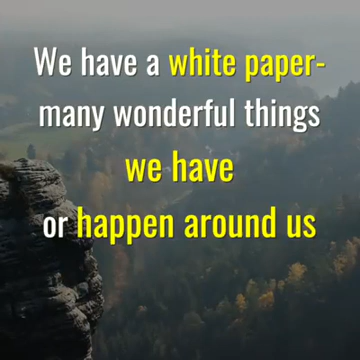 We have a white paper-
many wonderful things
we have
or happen around us